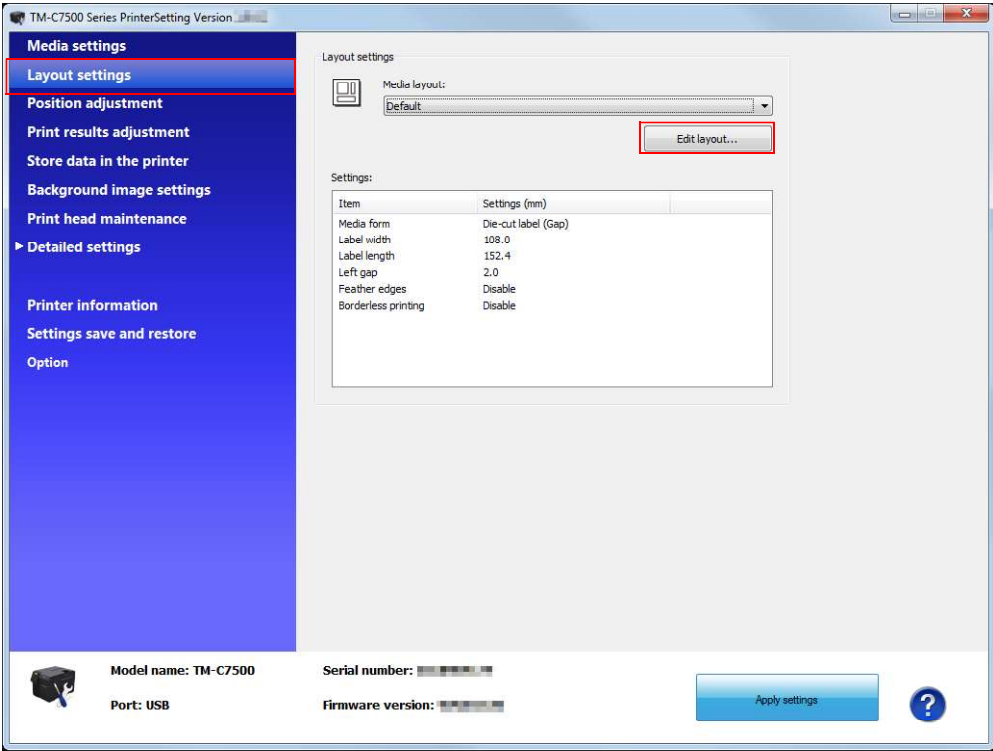 TM-C7500 Series PrinterSetting Version
Media settings
Layout settings
Position adjustment
Print results adjustment
Store data in the printer
Background image settings
Print head maintenance
Detailed settings
Printer information
Settings save and restore
Option
Layout settings
Media layout:
Default
Edit layout...
Settings:
Item Settings (mm)
Media form Die-cut label (Gap)
Label width 108.0
Label length 152.4
Left gap 2.0
Feather edges Disable
Borderless printing Disable
Model name: TM-C7500 Serial number:
Port: USB Firmware version:
Apply settings
?